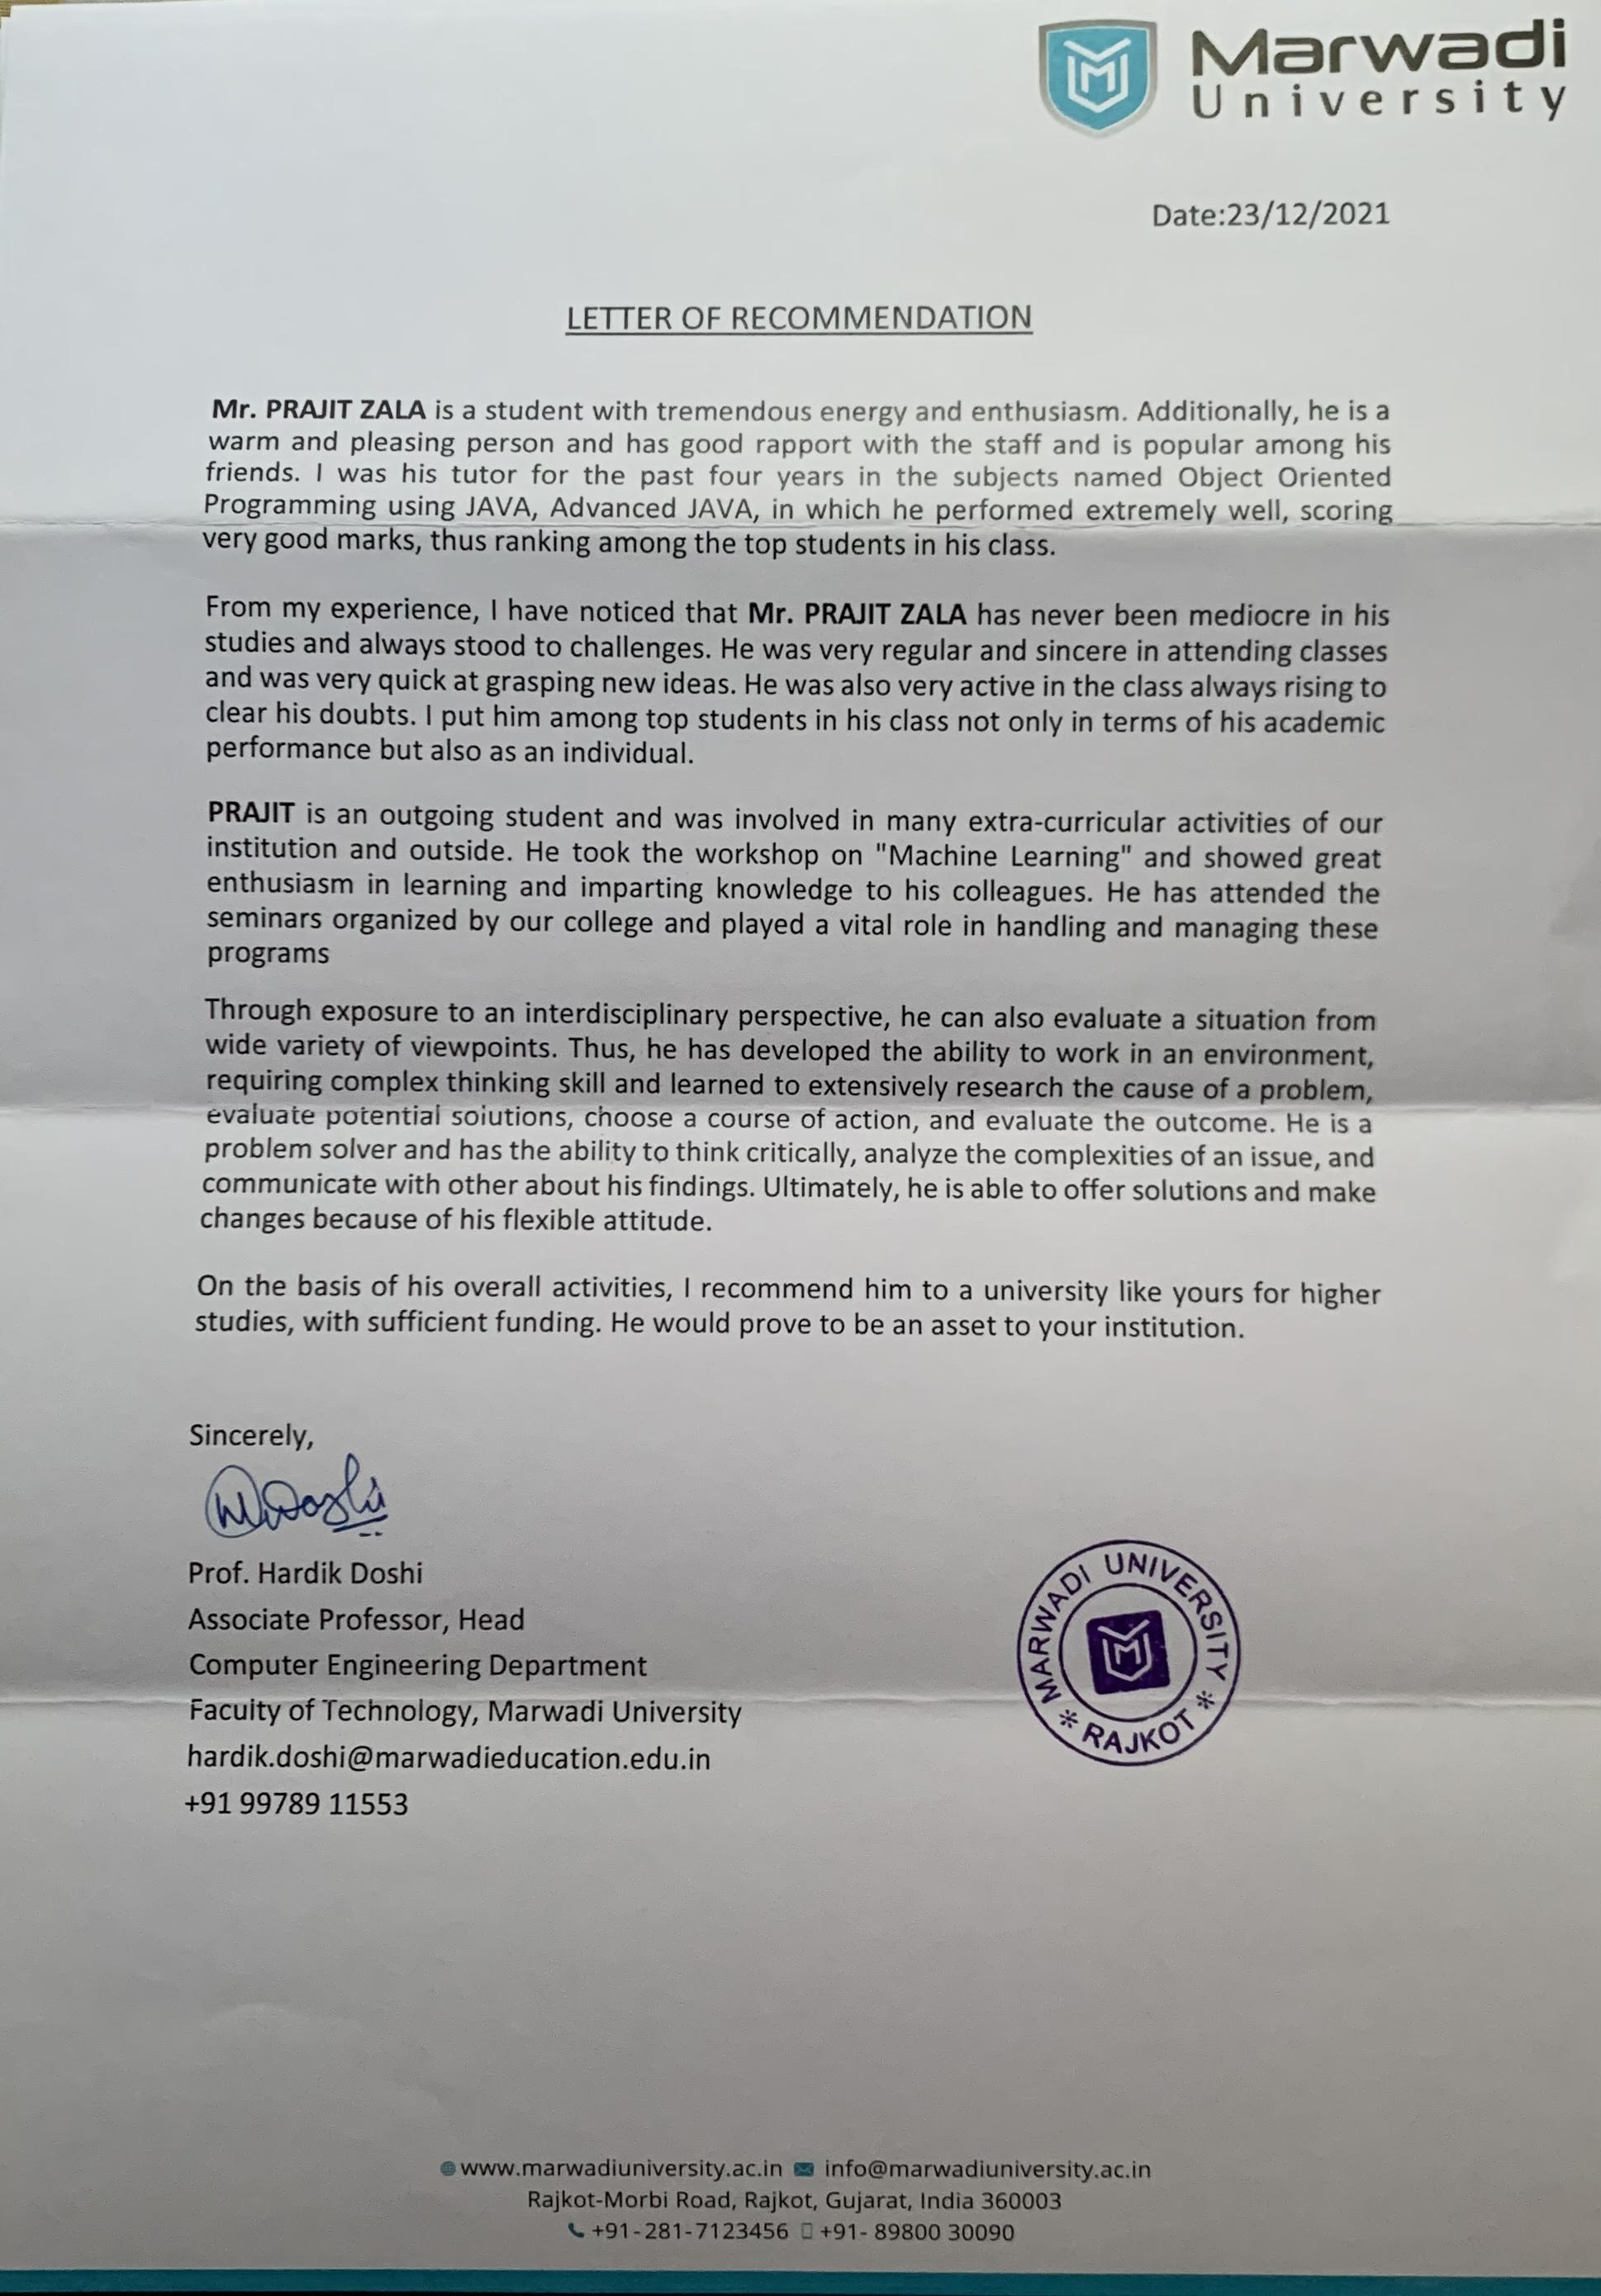 Marwadi
University
Date:23/12/2021
LETTER OF RECOMMENDATION
Mr. PRAJIT ZALA is a student with tremendous energy and enthusiasm. Additionally, he is a
warm and pleasing person and has good rapport with the staff and is popular among his
friends. I was his tutor for the past four years in the subjects named Object Oriented
Programming using JAVA, Advanced JAVA, in which he performed extremely well, scoring
very good marks, thus ranking among the top students in his class.
From my experience, I have noticed that Mr. PRAJIT ZALA has never been mediocre in his
studies and always stood to challenges. He was very regular and sincere in attending classes
and was very quick at grasping new ideas. He was also very active in the class always rising to
clear his doubts. I put him among top students in his class not only in terms of his academic
performance but also as an individual.
PRAJIT is an outgoing student and was involved in many extra-curricular activities of our
institution and outside. He took the workshop on "Machine Learning" and showed great
enthusiasm in learning and imparting knowledge to his colleagues. He has attended the
seminars organized by our college and played a vital role in handling and managing these
programs
Through exposure to an interdisciplinary perspective, he can also evaluate a situation from
wide variety of viewpoints. Thus, he has developed the ability to work in an environment,
requiring complex thinking skill and learned to extensively research the cause of a problem,
evaluate potential solutions, choose a course of action, and evaluate the outcome. He is a
problem solver and has the ability to think critically, analyze the complexities of an issue, and
communicate with other about his findings. Ultimately, he is able to offer solutions and make
changes because of his flexible attitude.
On the basis of his overall activities, I recommend him to a university like yours for higher
studies, with sufficient funding. He would prove to be an asset to your institution.
Sincerely,
Prof. Hardik Doshi
Associate Professor, Head
Computer Engineering Department
Faculty of Technology, Marwadi University
hardik.doshi@marwadieducation.edu.in
+91 99789 11553
MARWADI UNIVERSITY
* RAJKOT *
www.marwadiuniversity.ac.in info@marwadiuniversity.ac.in
Rajkot-Morbi Road, Rajkot, Gujarat, India 360003
+91-281-7123456 +91- 89800 30090